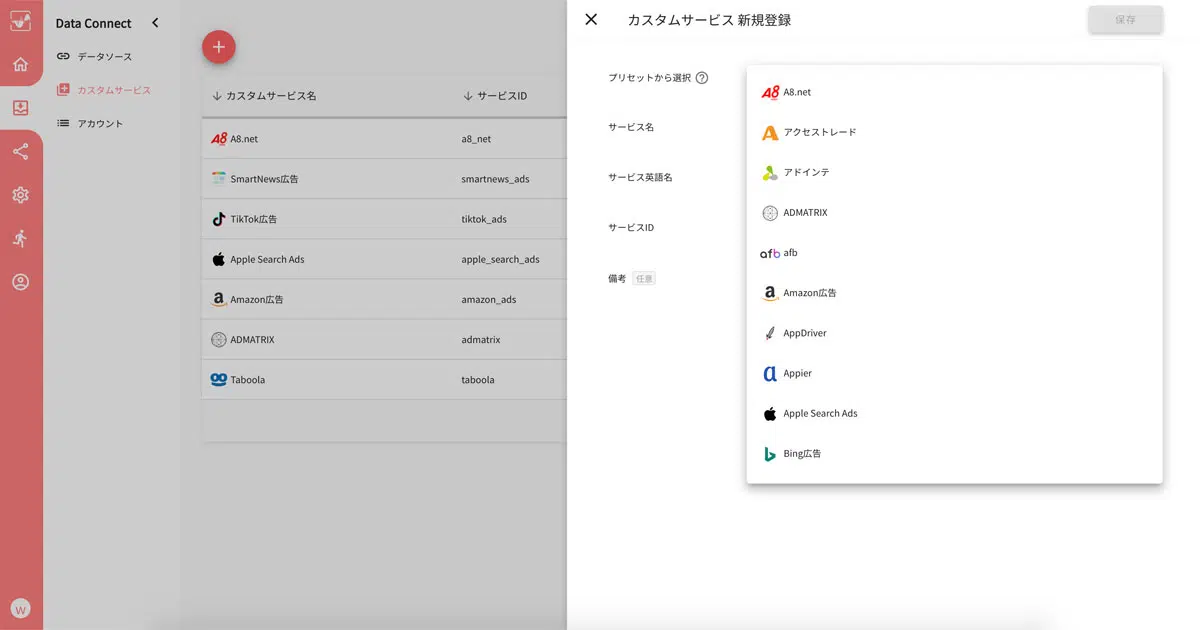 Data Connect
データソース
カスタムサービス
アカウント
W
カスタムサービス名 サービスID
A8.net a8_net
SmartNews広告 smartnews_ads
TikTok広告 tiktok_ads
Apple Search Ads apple_search_ads
Amazon広告 amazon_ads
ADMATRIX admatrix
Taboola taboola
カスタムサービス 新規登録
保存
プリセットから選択
サービス名
サービス英語名
サービスID
備考 任意
A8.net
アクセストレード
アドインテ
ADMATRIX
afb afb
Amazon広告
AppDriver
Appier
Apple Search Ads
Bing広告